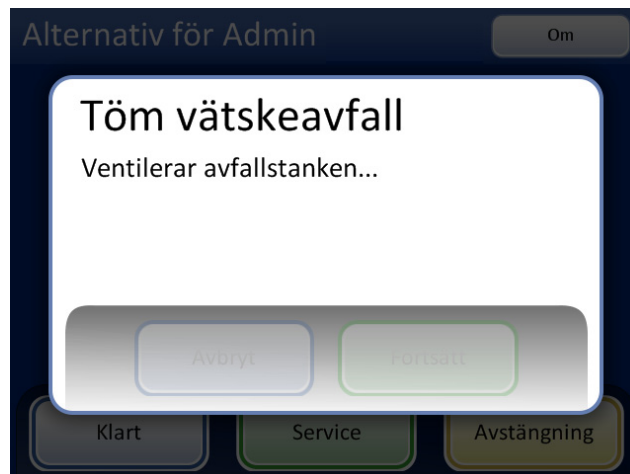 Alternativ för Admin
Om
Töm vätskeavfall
Ventilerar avfallstanken...
Avbryt
Fortsätt
Klart
Service
Avstängning